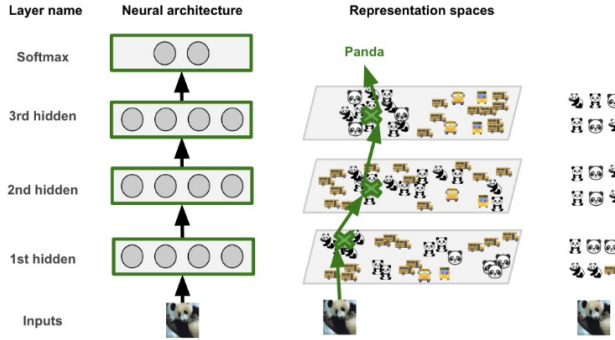 Layer name Neural architecture Representation spaces
Softmax
Panda
3rd hidden
2nd hidden
1st hidden
Inputs